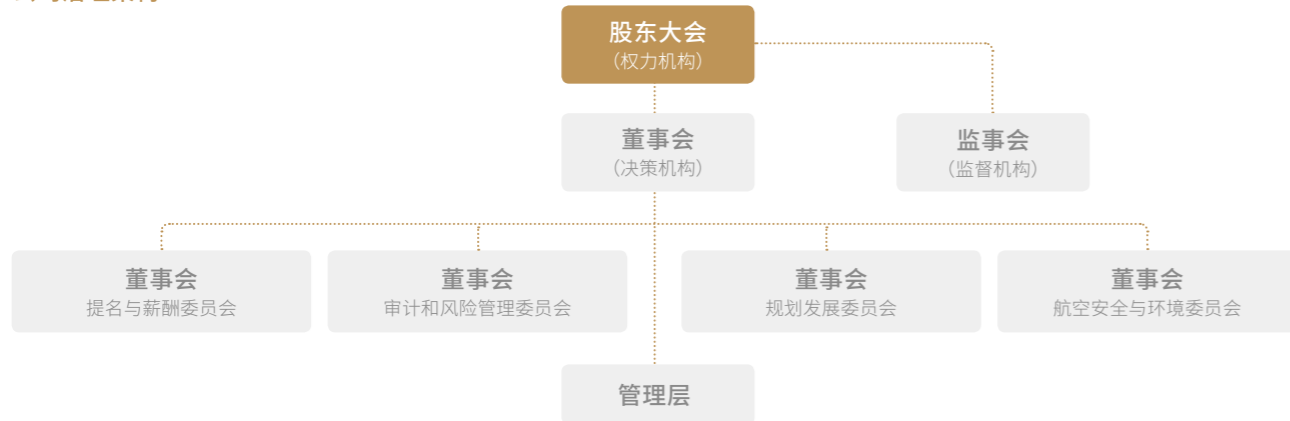 股东大会
（权力机构）
董事会
（决策机构）
监事会
（监督机构）
董事会
提名与薪酬委员会
董事会
审计和风险管理委员会
董事会
规划发展委员会
董事会
航空安全与环境委员会
管理层